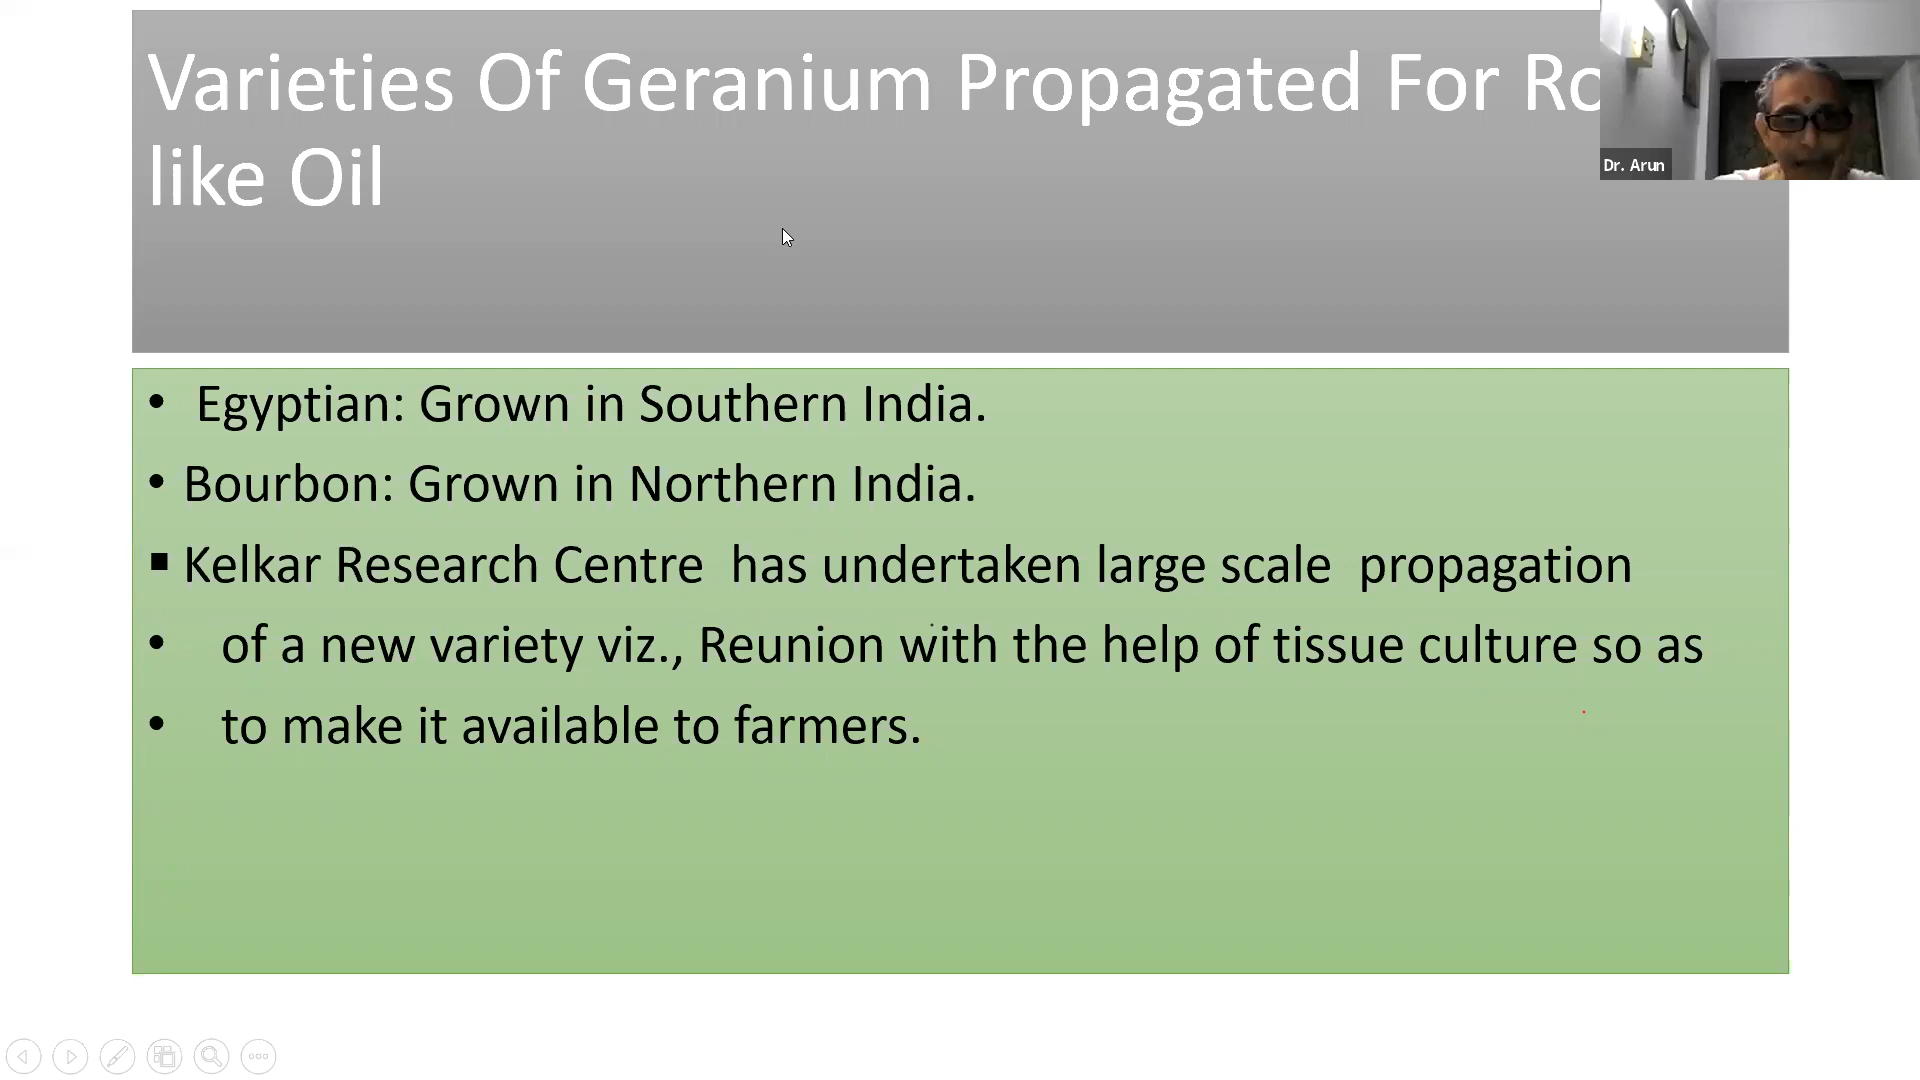 Varieties Of Geranium Propagated For
like Oil
Dr. Arun
• Egyptian: Grown in Southern India.
• Bourbon: Grown in Northern India.
▪ Kelkar Research Centre has undertaken large scale propagation
• of a new variety viz., Reunion with the help of tissue culture so as
• to make it available to farmers.